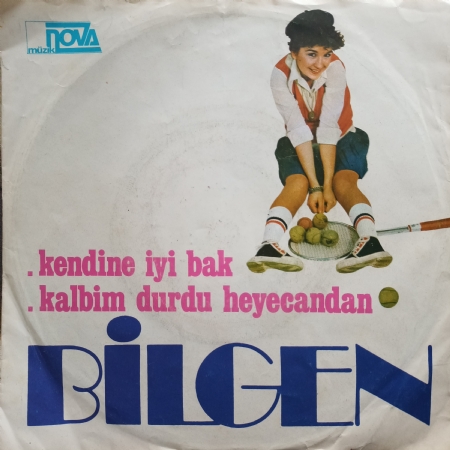 NOVA
müzik
. kendine iyi bak
. kalbim durdu heyecandan
BİLGEN